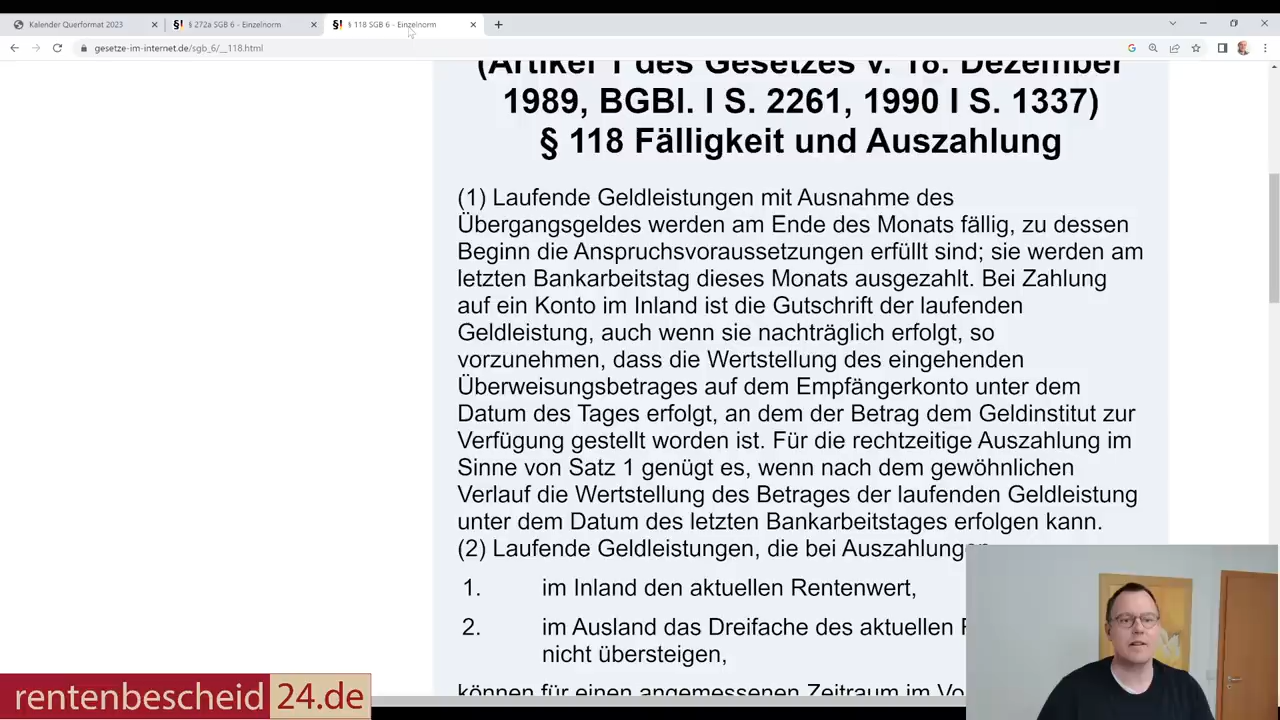 Kalender Querformat 2023
§ 272a SGB 6 - Einzelnorm
§ 118 SGB 6 - Einzelnorm
gesetze-im-internet.de/sgb_6/__118.html
(Artikel 1 des Gesetzes v. 18. Dezember
1989, BGBl. I S. 2261, 1990 I S. 1337)
§ 118 Fälligkeit und Auszahlung
(1) Laufende Geldleistungen mit Ausnahme des
Übergangsgeldes werden am Ende des Monats fällig, zu dessen
Beginn die Anspruchsvoraussetzungen erfüllt sind; sie werden am
letzten Bankarbeitstag dieses Monats ausgezahlt. Bei Zahlung
auf ein Konto im Inland ist die Gutschrift der laufenden
Geldleistung, auch wenn sie nachträglich erfolgt, so
vorzunehmen, dass die Wertstellung des eingehenden
Überweisungsbetrages auf dem Empfängerkonto unter dem
Datum des Tages erfolgt, an dem der Betrag dem Geldinstitut zur
Verfügung gestellt worden ist. Für die rechtzeitige Auszahlung im
Sinne von Satz 1 genügt es, wenn nach dem gewöhnlichen
Verlauf die Wertstellung des Betrages der laufenden Geldleistung
unter dem Datum des letzten Bankarbeitstages erfolgen kann.
(2) Laufende Geldleistungen, die bei Auszahlung
1. im Inland den aktuellen Rentenwert,
2. im Ausland das Dreifache des aktuellen
nicht übersteigen,
können für einen angemessenen Zeitraum im
rentenbescheid24.de